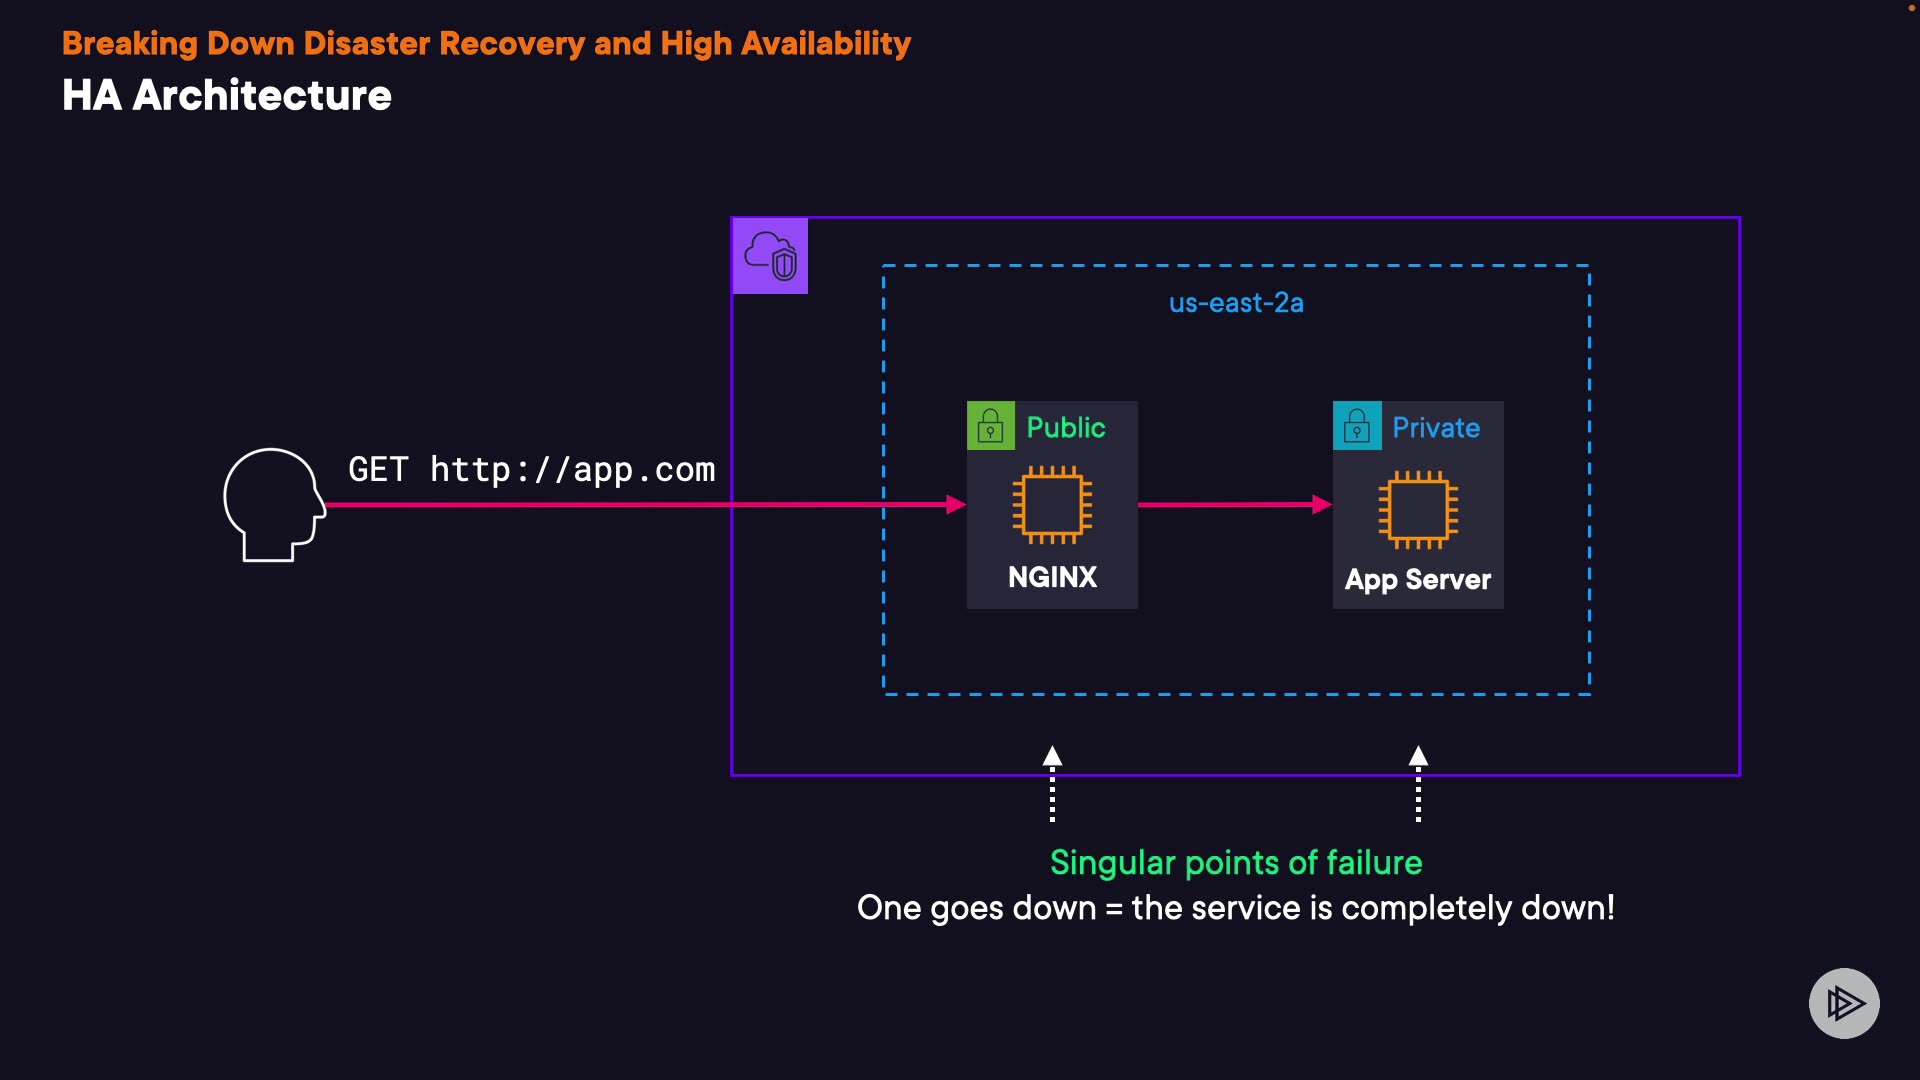 Breaking Down Disaster Recovery and High Availability
HA Architecture
us-east-2a
Public
Private
GET http://app.com
NGINX
App Server
Singular points of failure
One goes down = the service is completely down!